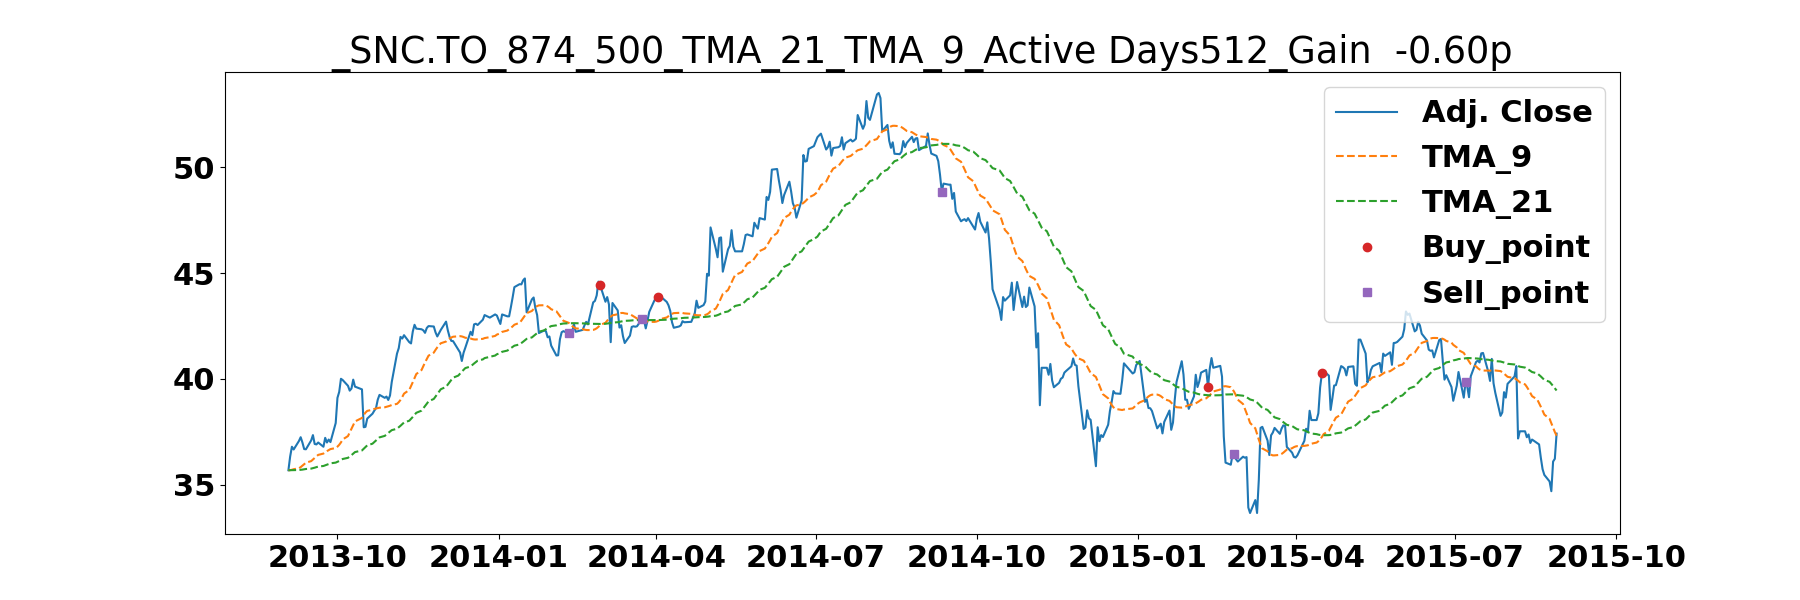 _SNC.TO_874_500_TMA_21_TMA_9_Active Days512_Gain  -0.60p
Adj. Close
TMA_9
TMA_21
Buy_point
Sell_point
50
45
40
35
2013-10 2014-01 2014-04 2014-07 2014-10 2015-01 2015-04 2015-07 2015-10